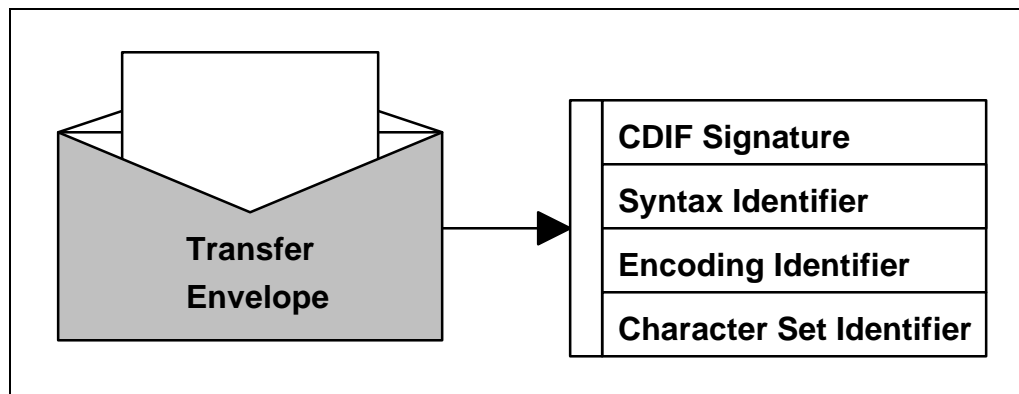 Transfer
Envelope
CDIF Signature
Syntax Identifier
Encoding Identifier
Character Set Identifier